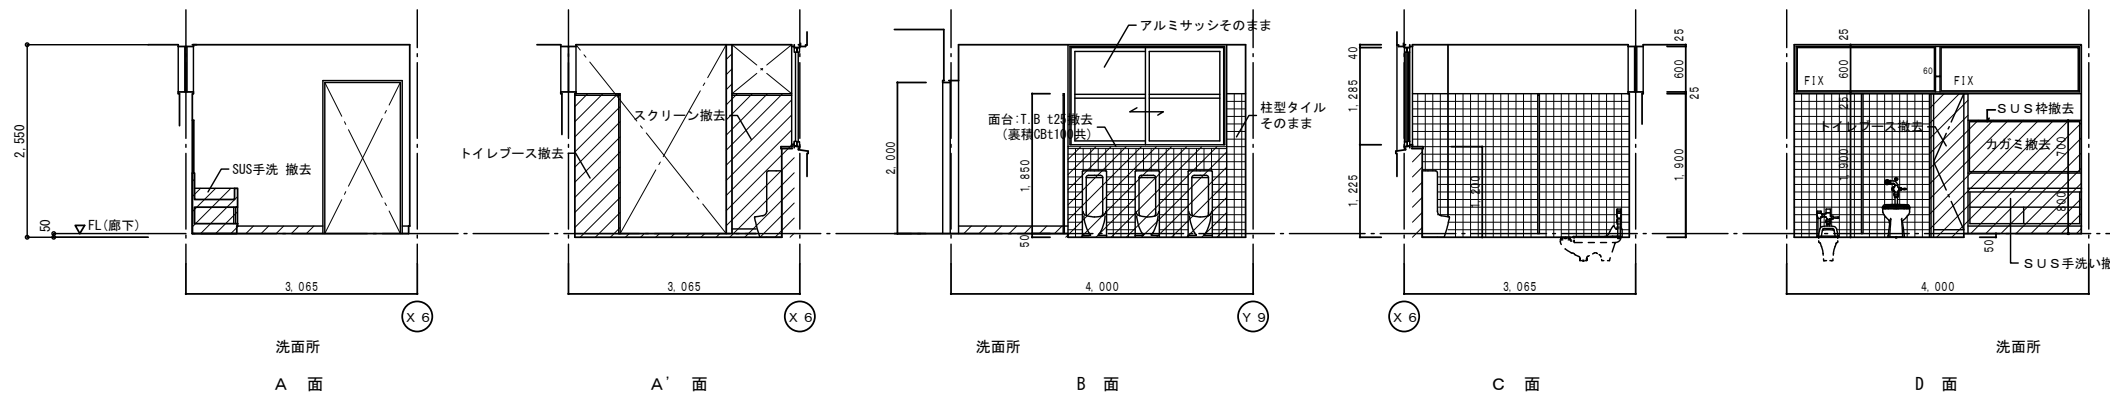 2,550
50
FL(廊下)
SUS手洗 撤去
3,065
X6
洗面所
A 面
トイレブース撤去
スクリーン撤去
3,065
X6
A' 面
アルミサッシそのまま
柱型タイル
そのまま
面台:T.B t25撤去
(裏積CBt100共)
2,000
1,850
50
4,000
Y9
洗面所
B 面
40
1,285
1,225
1,200
25
600
25
1,900
3,065
X6
C 面
25
600
25
1,900
60
FIX
FIX
SUS枠撤去
トイレブース撤去
カガミ撤去
700
800
50
SUS手洗い撤
4,000
洗面所
D 面